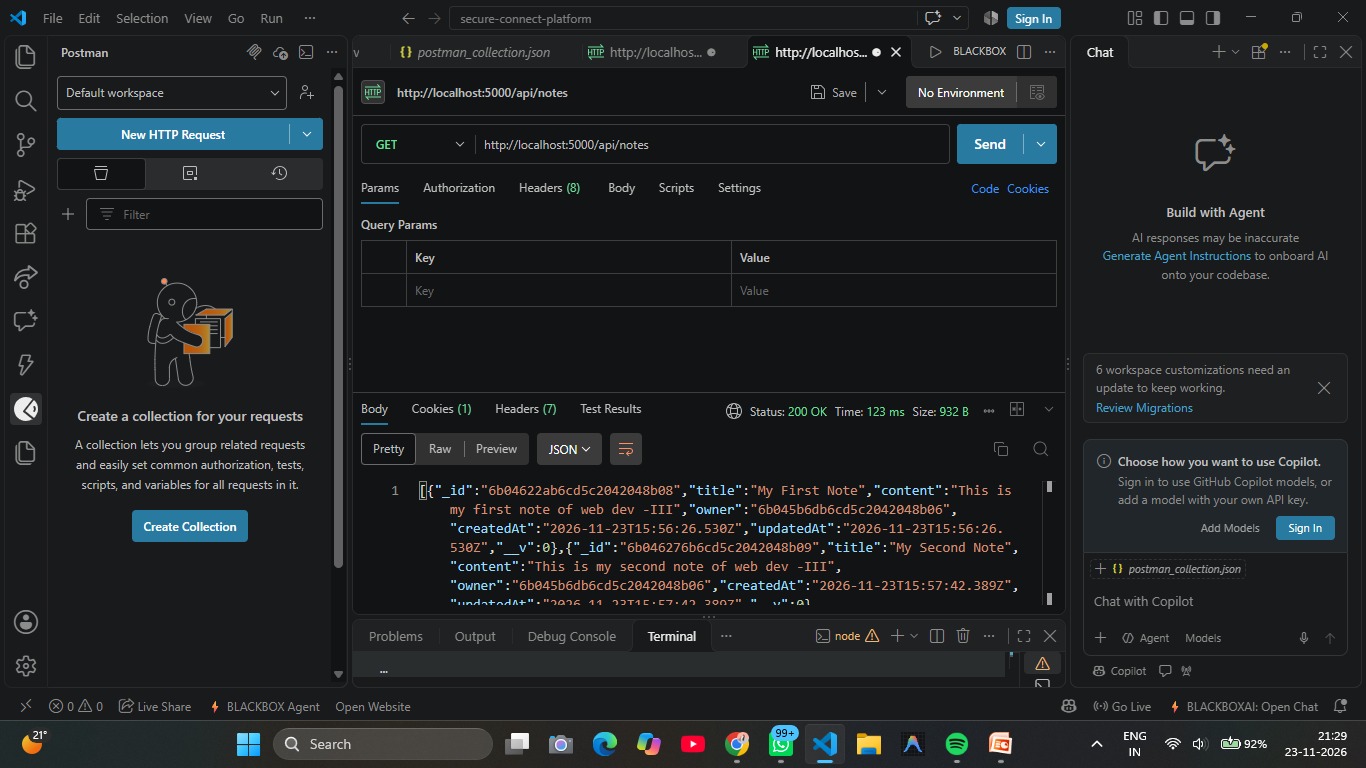 File Edit Selection View Go Run ···
secure-connect-platform
Sign In
Postman
Default workspace
New HTTP Request
Filter
Create a collection for your requests
A collection lets you group related requests
and easily set common authorization, tests,
scripts, and variables for all requests in it.
Create Collection
{} postman_collection.json
HTTP http://localhos...
HTTP http://localhos...
BLACKBOX
HTTP http://localhost:5000/api/notes
Save
No Environment
GET http://localhost:5000/api/notes
Send
Params Authorization Headers (8) Body Scripts Settings
Code Cookies
Query Params
Key Value
Key Value
Body Cookies (1) Headers (7) Test Results
Status: 200 OK Time: 123 ms Size: 932 B
Pretty Raw Preview JSON
1 [{"_id":"6b04622ab6cd5c2042048b08","title":"My First Note","content":"This is
my first note of web dev -III","owner":"6b045b6db6cd5c2042048b06",
"createdAt":"2026-11-23T15:56:26.530Z","updatedAt":"2026-11-23T15:56:26.
530Z","__v":0},{"_id":"6b046276b6cd5c2042048b09","title":"My Second Note",
"content":"This is my second note of web dev -III",
"owner":"6b045b6db6cd5c2042048b06","createdAt":"2026-11-23T15:57:42.389Z",
"updatedAt":"2026-11-23T15:57:42.389Z","__v":0}
Problems Output Debug Console Terminal ···
node
...
Chat
Build with Agent
AI responses may be inaccurate
Generate Agent Instructions to onboard AI
onto your codebase.
6 workspace customizations need an
update to keep working.
Review Migrations
Choose how you want to use Copilot.
Sign in to use GitHub Copilot models, or
add a model with your own API key.
Add Models Sign In
{} postman_collection.json
Chat with Copilot
Agent Models
Copilot
0 0 Live Share BLACKBOX Agent Open Website
Go Live BLACKBOXAI: Open Chat
21°
Search
99+
ENG
IN
92%
21:29
23-11-2026